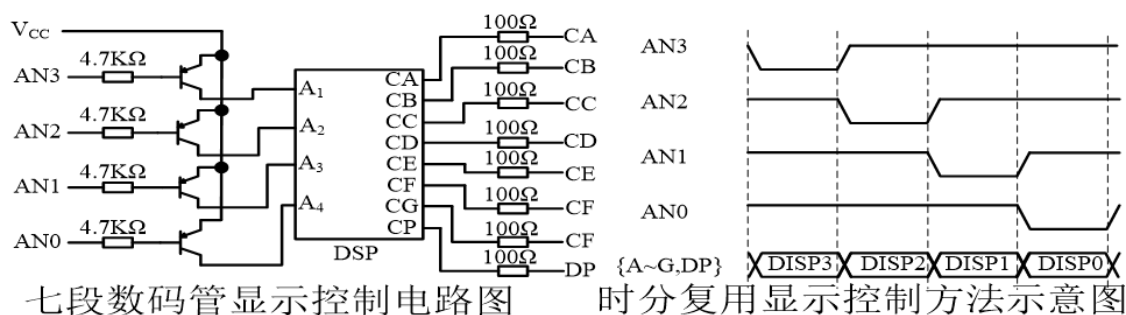 V_CC
4.7KΩ
AN3
4.7KΩ
AN2
4.7KΩ
AN1
4.7KΩ
AN0
A₁
A₂
A₃
A₄
CA
CB
CC
CD
CE
CF
CG
CP
DSP
100Ω
CA
100Ω
CB
100Ω
CC
100Ω
CD
100Ω
CE
100Ω
CF
100Ω
CF
100Ω
DP
七段数码管显示控制电路图
AN3
AN2
AN1
AN0
{A~G,DP} DISP3 DISP2 DISP1 DISP0
时分复用显示控制方法示意图